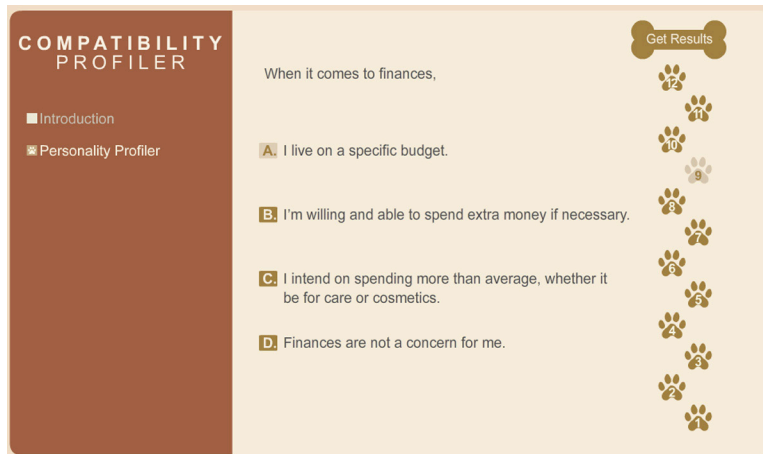 COMPATIBILITY
PROFILER
Introduction
Personality Profiler
When it comes to finances,
A. I live on a specific budget.
B. I'm willing and able to spend extra money if necessary.
C. I intend on spending more than average, whether it
be for care or cosmetics.
D. Finances are not a concern for me.
Get Results
12
11
10
9
8
7
6
5
4
3
2
1